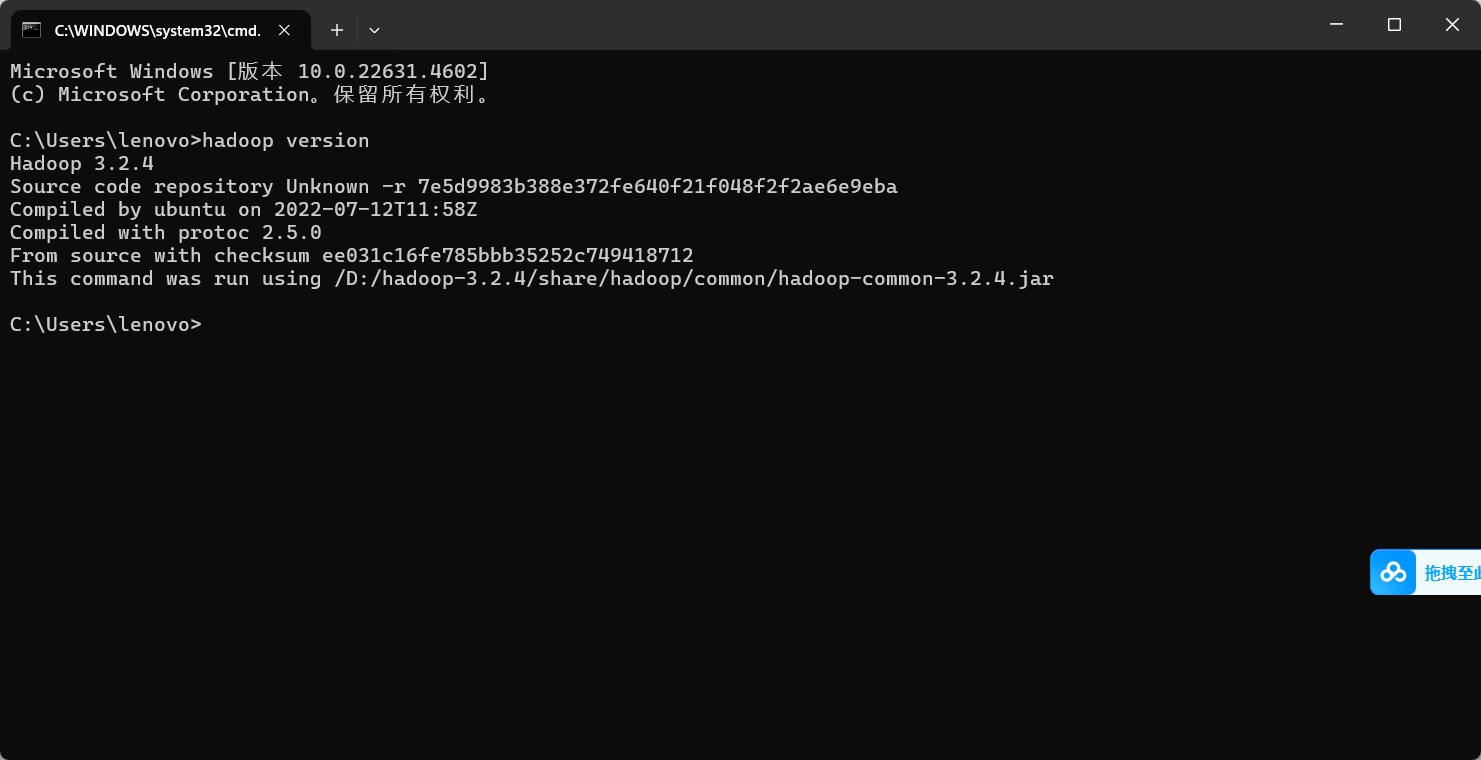 C:\WINDOWS\system32\cmd.
Microsoft Windows [版本 10.0.22631.4602]
(c) Microsoft Corporation。保留所有权利。
C:\Users\lenovo>hadoop version
Hadoop 3.2.4
Source code repository Unknown -r 7e5d9983b388e372fe640f21f048f2f2ae6e9eba
Compiled by ubuntu on 2022-07-12T11:58Z
Compiled with protoc 2.5.0
From source with checksum ee031c16fe785bbb35252c749418712
This command was run using /D:/hadoop-3.2.4/share/hadoop/common/hadoop-common-3.2.4.jar
C:\Users\lenovo>
拖拽至此